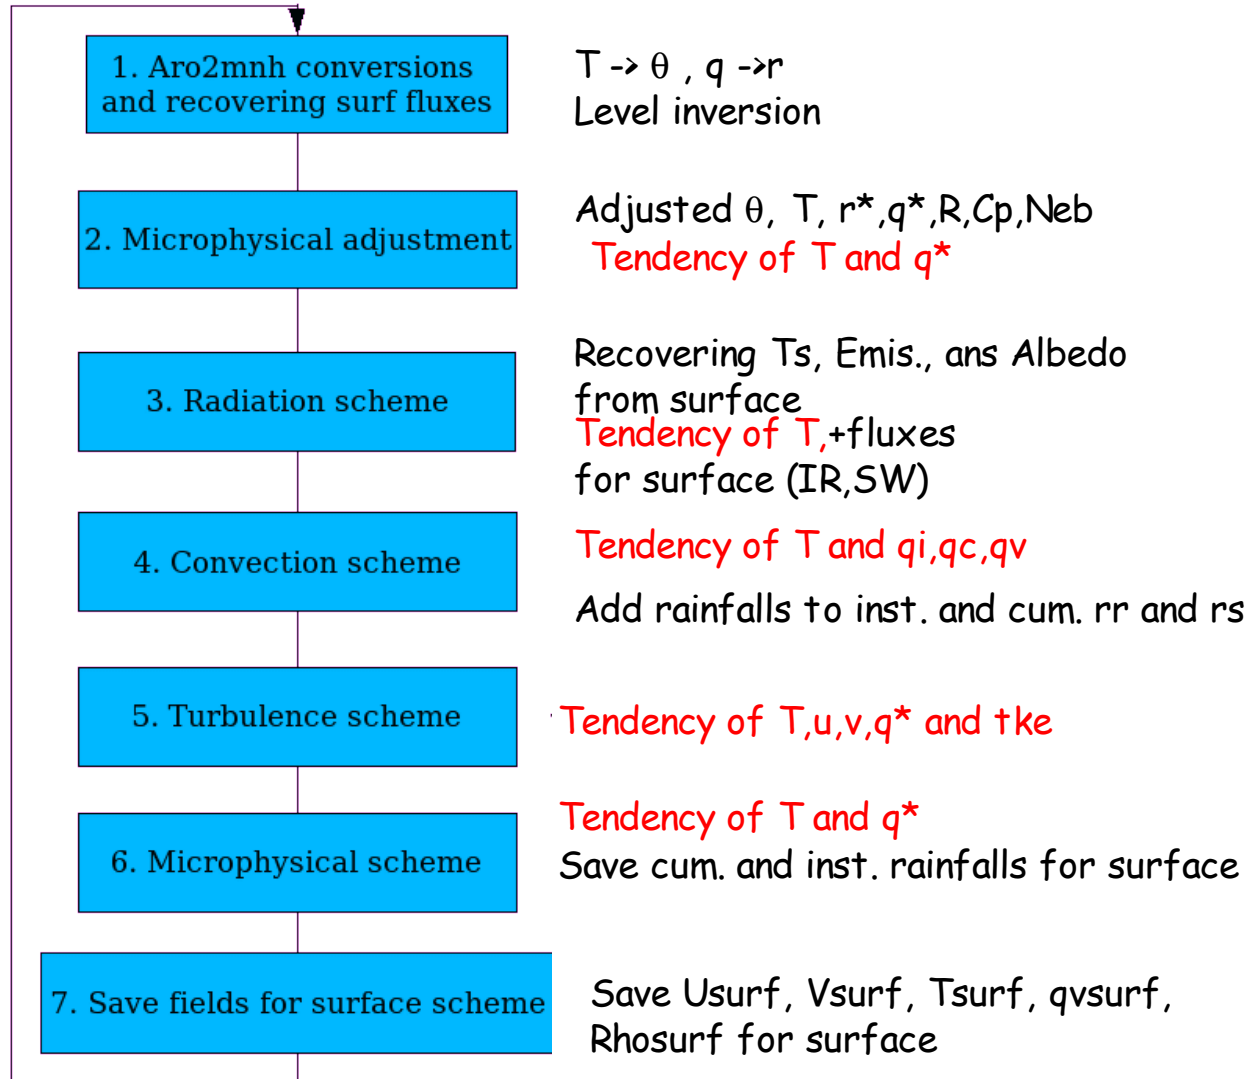 1. Aro2mnh conversions
and recovering surf fluxes
T -> θ , q ->r
Level inversion
2. Microphysical adjustment
Adjusted θ, T, r*,q*,R,Cp,Neb
Tendency of T and q*
3. Radiation scheme
Recovering Ts, Emis., ans Albedo
from surface
Tendency of T,+fluxes
for surface (IR,SW)
4. Convection scheme
Tendency of T and qi,qc,qv
Add rainfalls to inst. and cum. rr and rs
5. Turbulence scheme
Tendency of T,u,v,q* and tke
6. Microphysical scheme
Tendency of T and q*
Save cum. and inst. rainfalls for surface
7. Save fields for surface scheme
Save Usurf, Vsurf, Tsurf, qvsurf,
Rhosurf for surface